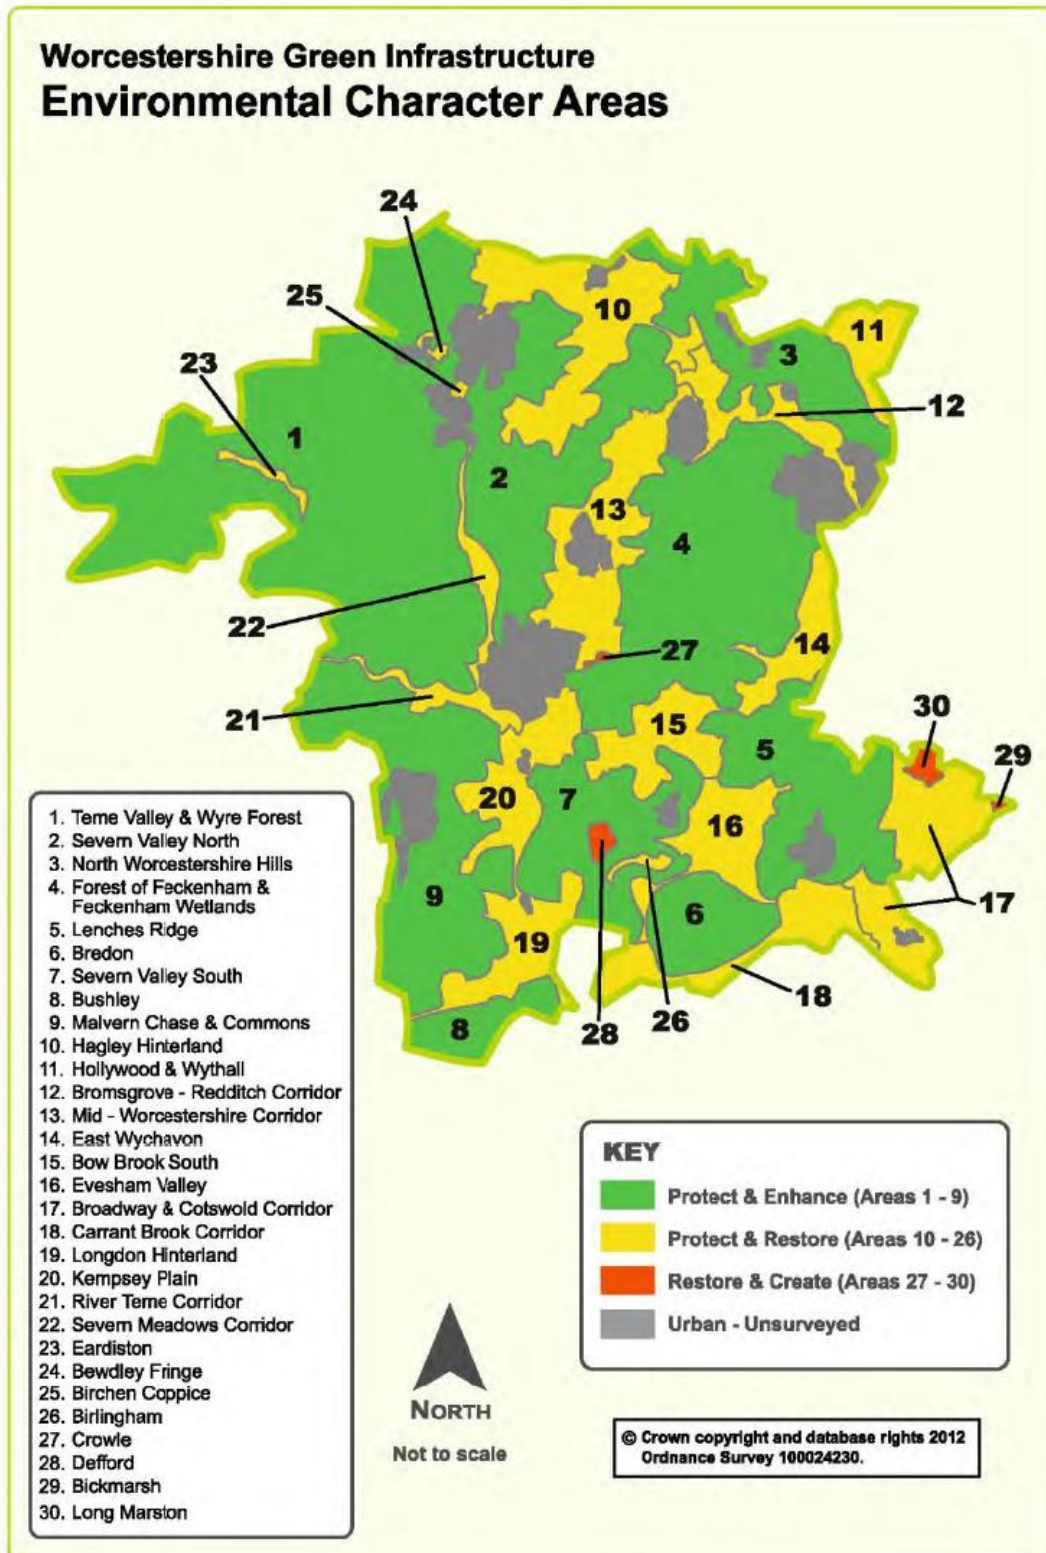 Worcestershire Green Infrastructure
Environmental Character Areas
24
25
10
11
3
23
12
1
2
13
4
22
14
27
21
15
30
5
29
20
7
16
9
6
17
19
18
28
26
8
1. Teme Valley & Wyre Forest
2. Severn Valley North
3. North Worcestershire Hills
4. Forest of Feckenham &
Feckenham Wetlands
5. Lenches Ridge
6. Bredon
7. Severn Valley South
8. Bushley
9. Malvern Chase & Commons
10. Hagley Hinterland
11. Hollywood & Wythall
12. Bromsgrove - Redditch Corridor
13. Mid - Worcestershire Corridor
14. East Wychavon
15. Bow Brook South
16. Evesham Valley
17. Broadway & Cotswold Corridor
18. Carrant Brook Corridor
19. Longdon Hinterland
20. Kempsey Plain
21. River Teme Corridor
22. Severn Meadows Corridor
23. Eardiston
24. Bewdley Fringe
25. Birchen Coppice
26. Birlingham
27. Crowle
28. Defford
29. Bickmarsh
30. Long Marston
KEY
Protect & Enhance (Areas 1 - 9)
Protect & Restore (Areas 10 - 26)
Restore & Create (Areas 27 - 30)
Urban - Unsurveyed
NORTH
Not to scale
© Crown copyright and database rights 2012
Ordnance Survey 100024230.